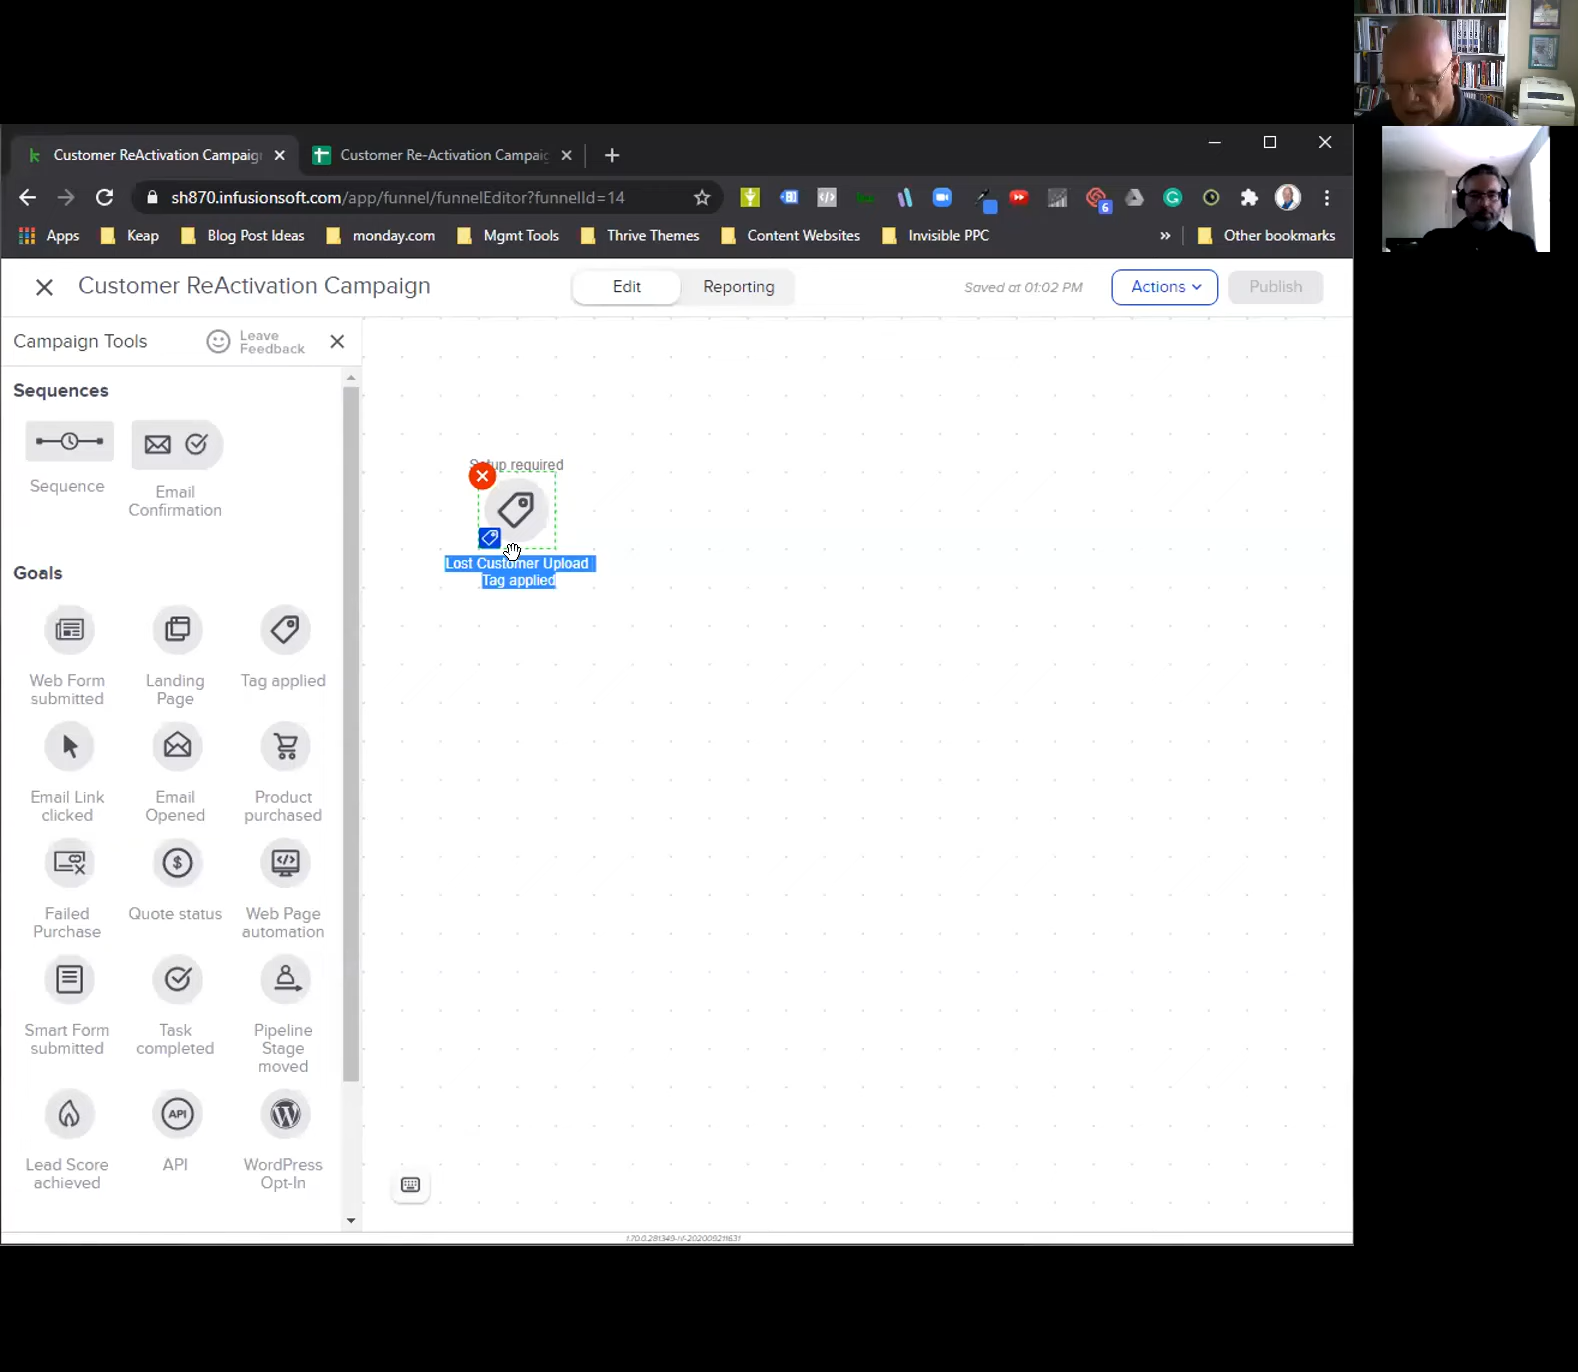 Customer ReActivation Campaig
Customer Re-Activation Campaig
sh870.infusionsoft.com/app/funnel/funnelEditor?funnelId=14
6
Apps
Keap
Blog Post Ideas
monday.com
Mgmt Tools
Thrive Themes
Content Websites
Invisible PPC
»
Other bookmarks
Customer ReActivation Campaign
Edit
Reporting
Saved at 01:02 PM
Actions
Publish
Campaign Tools
Leave
Feedback
Sequences
Sequence
Email
Confirmation
Goals
Web Form
submitted
Landing
Page
Tag applied
Email Link
clicked
Email
Opened
Product
purchased
Failed
Purchase
Quote status
Web Page
automation
Smart Form
submitted
Task
completed
Pipeline
Stage
moved
Lead Score
achieved
API
API
WordPress
Opt-In
Setup required
Lost Customer Upload
Tag applied